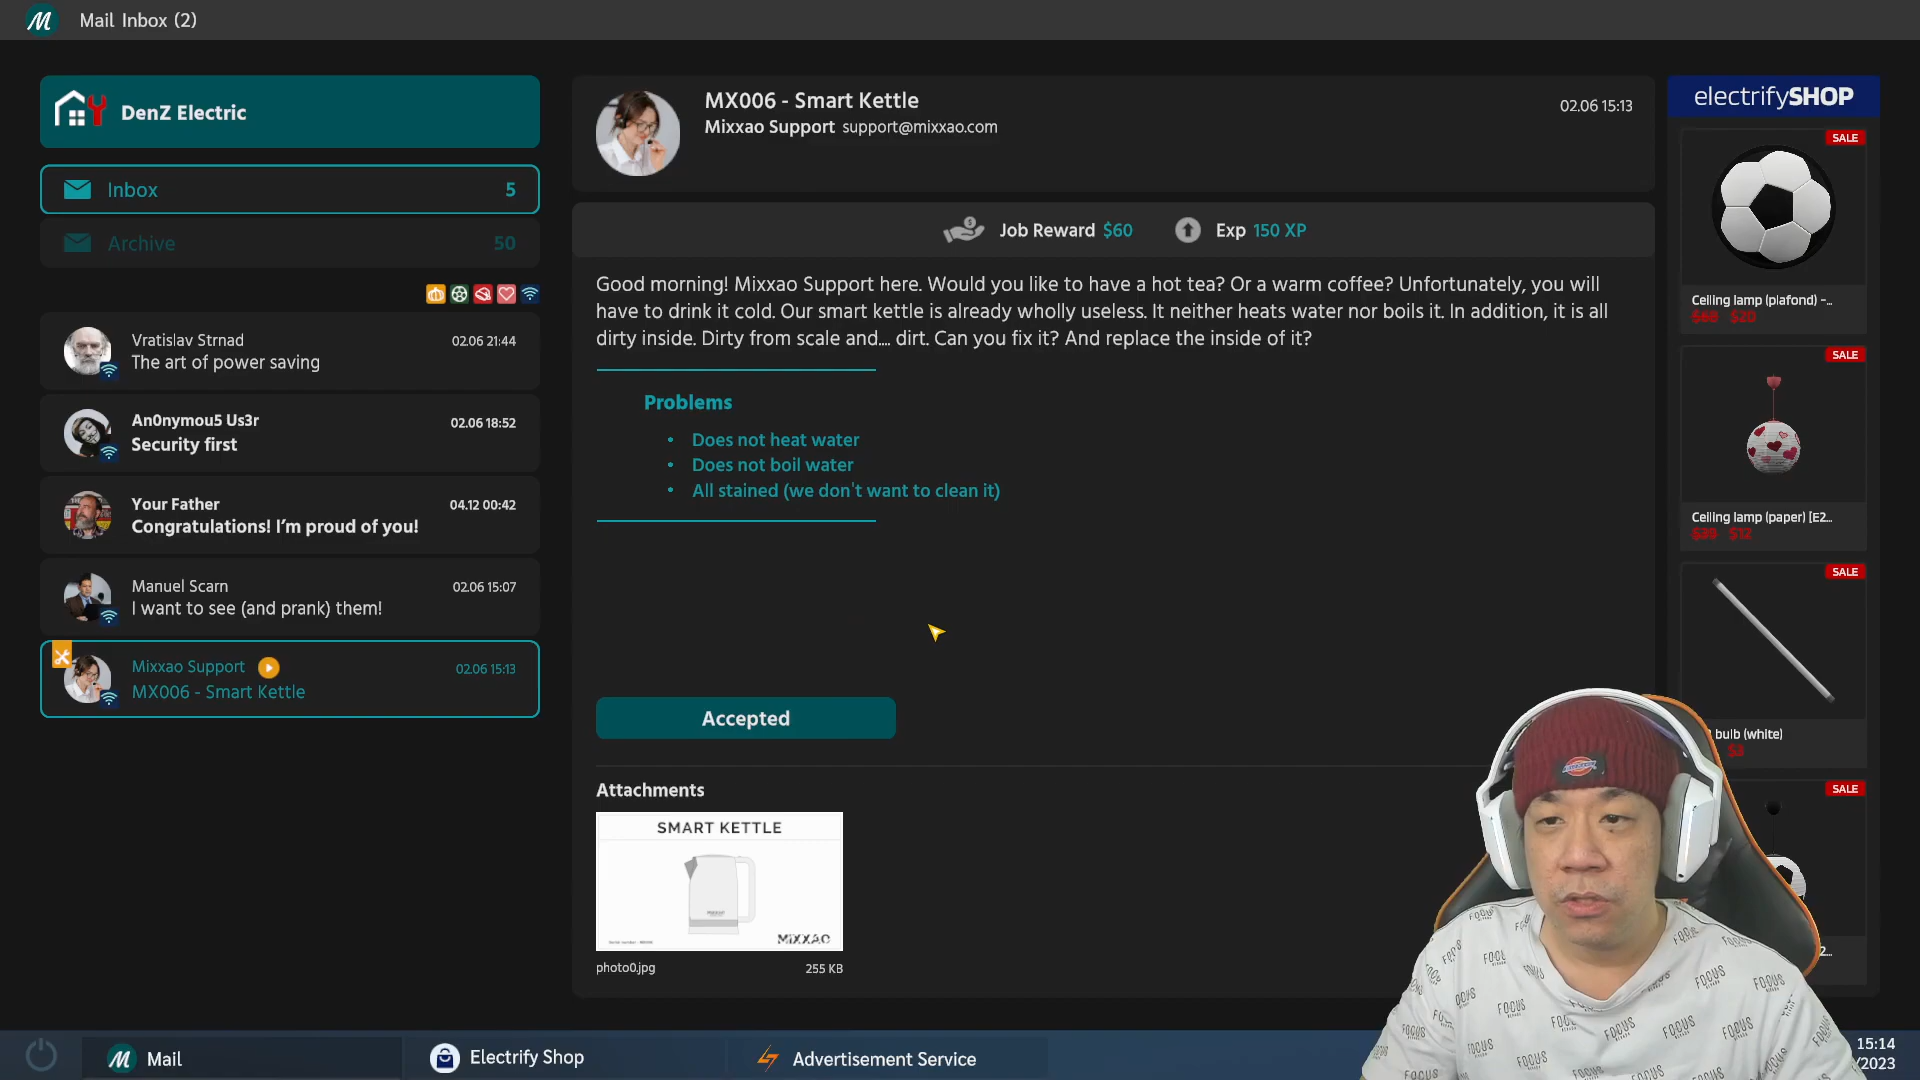 Mail Inbox (2)
DenZ Electric
Inbox 5
Archive 50
Vratislav Strnad 02.06 21:44
The art of power saving
An0nymou5 Us3r 02.06 18:52
Security first
Your Father 04.12 00:42
Congratulations! I'm proud of you!
Manuel Scarn 02.06 15:07
I want to see (and prank) them!
Mixxao Support 02.06 15:13
MX006 - Smart Kettle
MX006 - Smart Kettle 02.06 15:13
Mixxao Support support@mixxao.com
Job Reward $60 Exp 150 XP
Good morning! Mixxao Support here. Would you like to have a hot tea? Or a warm coffee? Unfortunately, you will
have to drink it cold. Our smart kettle is already wholly useless. It neither heats water nor boils it. In addition, it is all
dirty inside. Dirty from scale and.... dirt. Can you fix it? And replace the inside of it?
Problems
• Does not heat water
• Does not boil water
• All stained (we don't want to clean it)
Accepted
Attachments
SMART KETTLE
MIXXAO
photo0.jpg 255 KB
electrifySHOP
SALE
Ceiling lamp (plafond) -...
$68 $20
SALE
Ceiling lamp (paper) [E2...
$39 $12
SALE
bulb (white)
$3
SALE
2...
Dickies
FOCUS
Mail
Electrify Shop
Advertisement Service
15:14
/2023